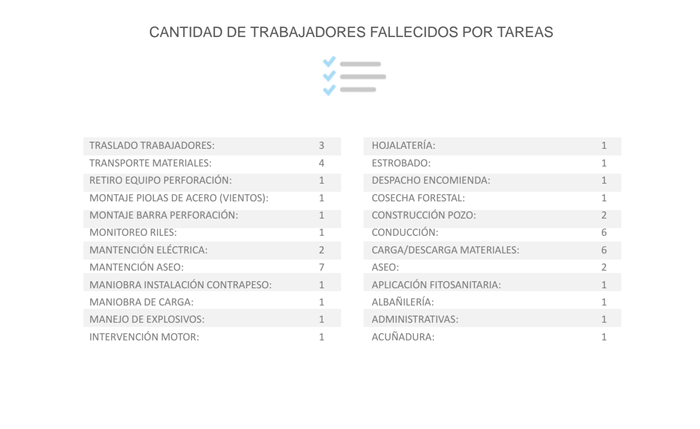 CANTIDAD DE TRABAJADORES FALLECIDOS POR TAREAS
TRASLADO TRABAJADORES: 3
TRANSPORTE MATERIALES: 4
RETIRO EQUIPO PERFORACIÓN: 1
MONTAJE PIOLAS DE ACERO (VIENTOS): 1
MONTAJE BARRA PERFORACIÓN: 1
MONITOREO RILES: 1
MANTENCIÓN ELÉCTRICA: 2
MANTENCIÓN ASEO: 7
MANIOBRA INSTALACIÓN CONTRAPESO: 1
MANIOBRA DE CARGA: 1
MANEJO DE EXPLOSIVOS: 1
INTERVENCIÓN MOTOR: 1
HOJALATERÍA: 1
ESTROBADO: 1
DESPACHO ENCOMIENDA: 1
COSECHA FORESTAL: 1
CONSTRUCCIÓN POZO: 2
CONDUCCIÓN: 6
CARGA/DESCARGA MATERIALES: 6
ASEO: 2
APLICACIÓN FITOSANITARIA: 1
ALBAÑILERÍA: 1
ADMINISTRATIVAS: 1
ACUÑADURA: 1